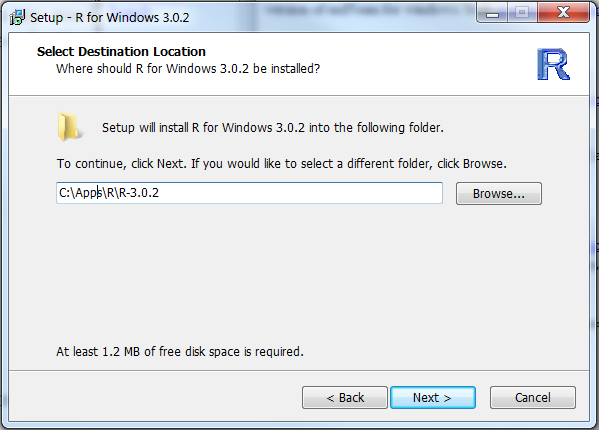 Setup - R for Windows 3.0.2
Select Destination Location
Where should R for Windows 3.0.2 be installed?
R
Setup will install R for Windows 3.0.2 into the following folder.
To continue, click Next. If you would like to select a different folder, click Browse.
C:\Apps\R\R-3.0.2
Browse...
At least 1.2 MB of free disk space is required.
< Back
Next >
Cancel